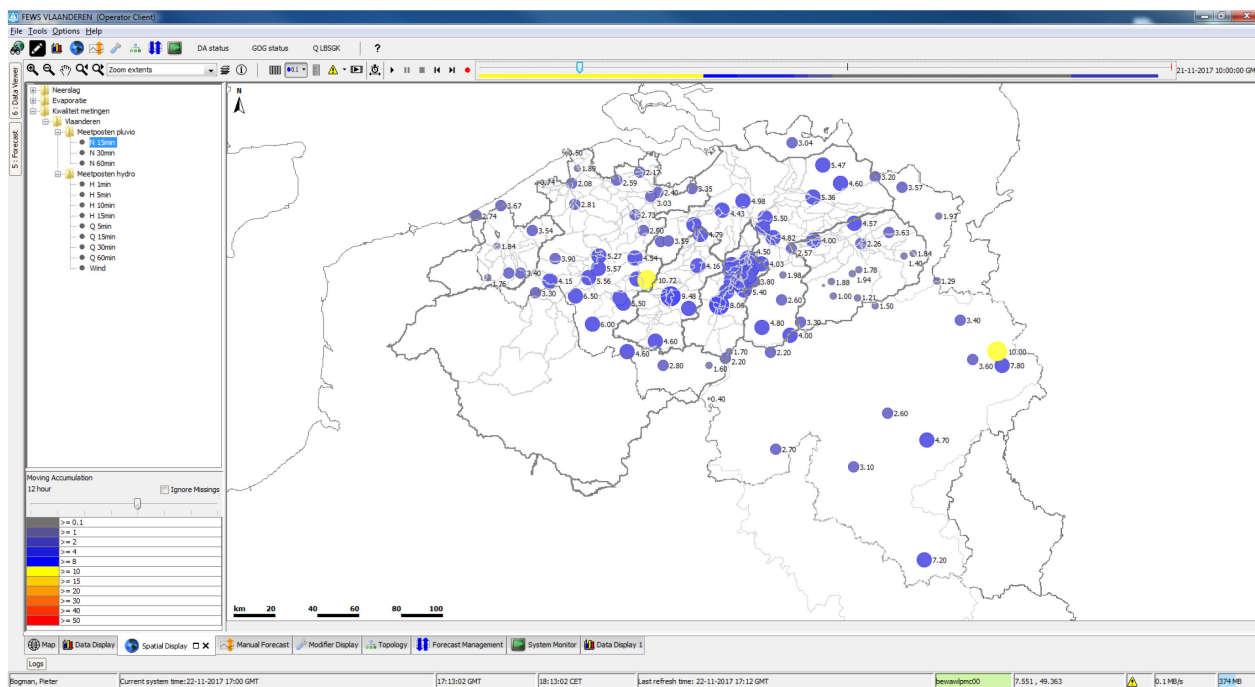 FEWS VLAANDEREN (Operator Client)
File Tools Options Help
DA status GOG status Q LBSGK ?
Zoom extents
0.1
21-11-2017 10:00:00 GM
6 : Data Viewer
5 : Forecast
Neerslag
Evaporatie
Kwaliteit metingen
Vlaanderen
Meetposten pluvio
N 15min
N 30min
N 60min
Meetposten hydro
H 1min
H 5min
H 10min
H 15min
Q 5min
Q 15min
Q 30min
Q 60min
Wind
N
3.04
0.50
1.89
2.17
5.47
0.74
2.08
2.59
3.20
4.60
3.57
2.40
3.35
3.03
5.36
4.98
3.67
2.81
2.74
2.73
4.43
5.50
1.97
4.57
3.54
2.90
4.79
4.82
3.63
3.59
4.00
2.26
1.84
2.57
4.50
1.84
3.90
5.27
4.54
4.03
1.40
5.57
4.16
1.78
3.40
1.98
1.94
1.76
4.15
5.56
10.72
3.80
1.88
1.29
3.30
6.50
9.48
5.40
2.60
1.00
1.21
5.50
8.06
1.50
6.00
4.80
3.30
3.40
4.00
4.60
4.60
1.70
2.20
2.20
10.00
2.80
1.60
3.60
7.80
0.40
2.60
4.70
2.70
3.10
7.20
km 20 40 60 80 100
Moving Accumulation
12 hour
Ignore Missings
>= 0.1
>= 1
>= 2
>= 4
>= 8
>= 10
>= 15
>= 20
>= 30
>= 40
>= 50
Map Data Display Spatial Display Manual Forecast Modifier Display Topology Forecast Management System Monitor Data Display 1
Logs
Bogman, Pieter Current system time:22-11-2017 17:00 GMT 17:13:02 GMT 18:13:02 CET Last refresh time: 22-11-2017 17:12 GMT bewawlpmc00 7.551 , 49.363 0.1 MB/s 374 MB